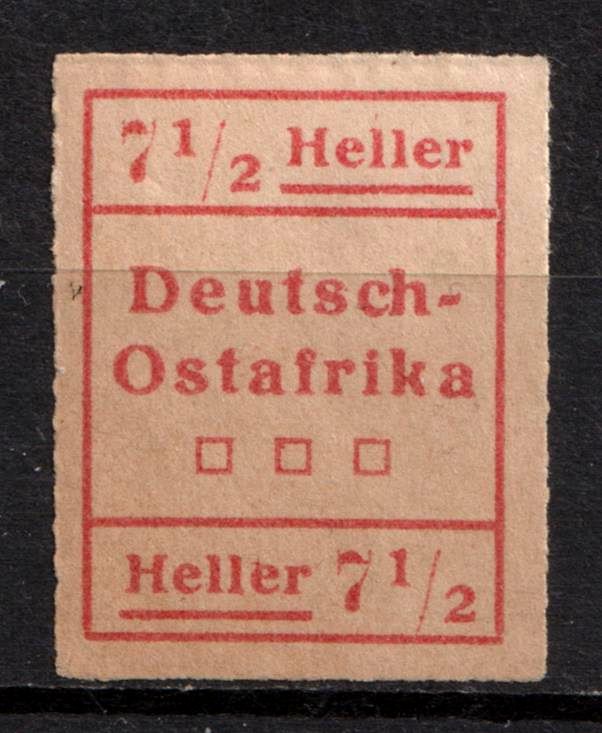 7 1/2 Heller
Deutsch-
Ostafrika
Heller 7 1/2